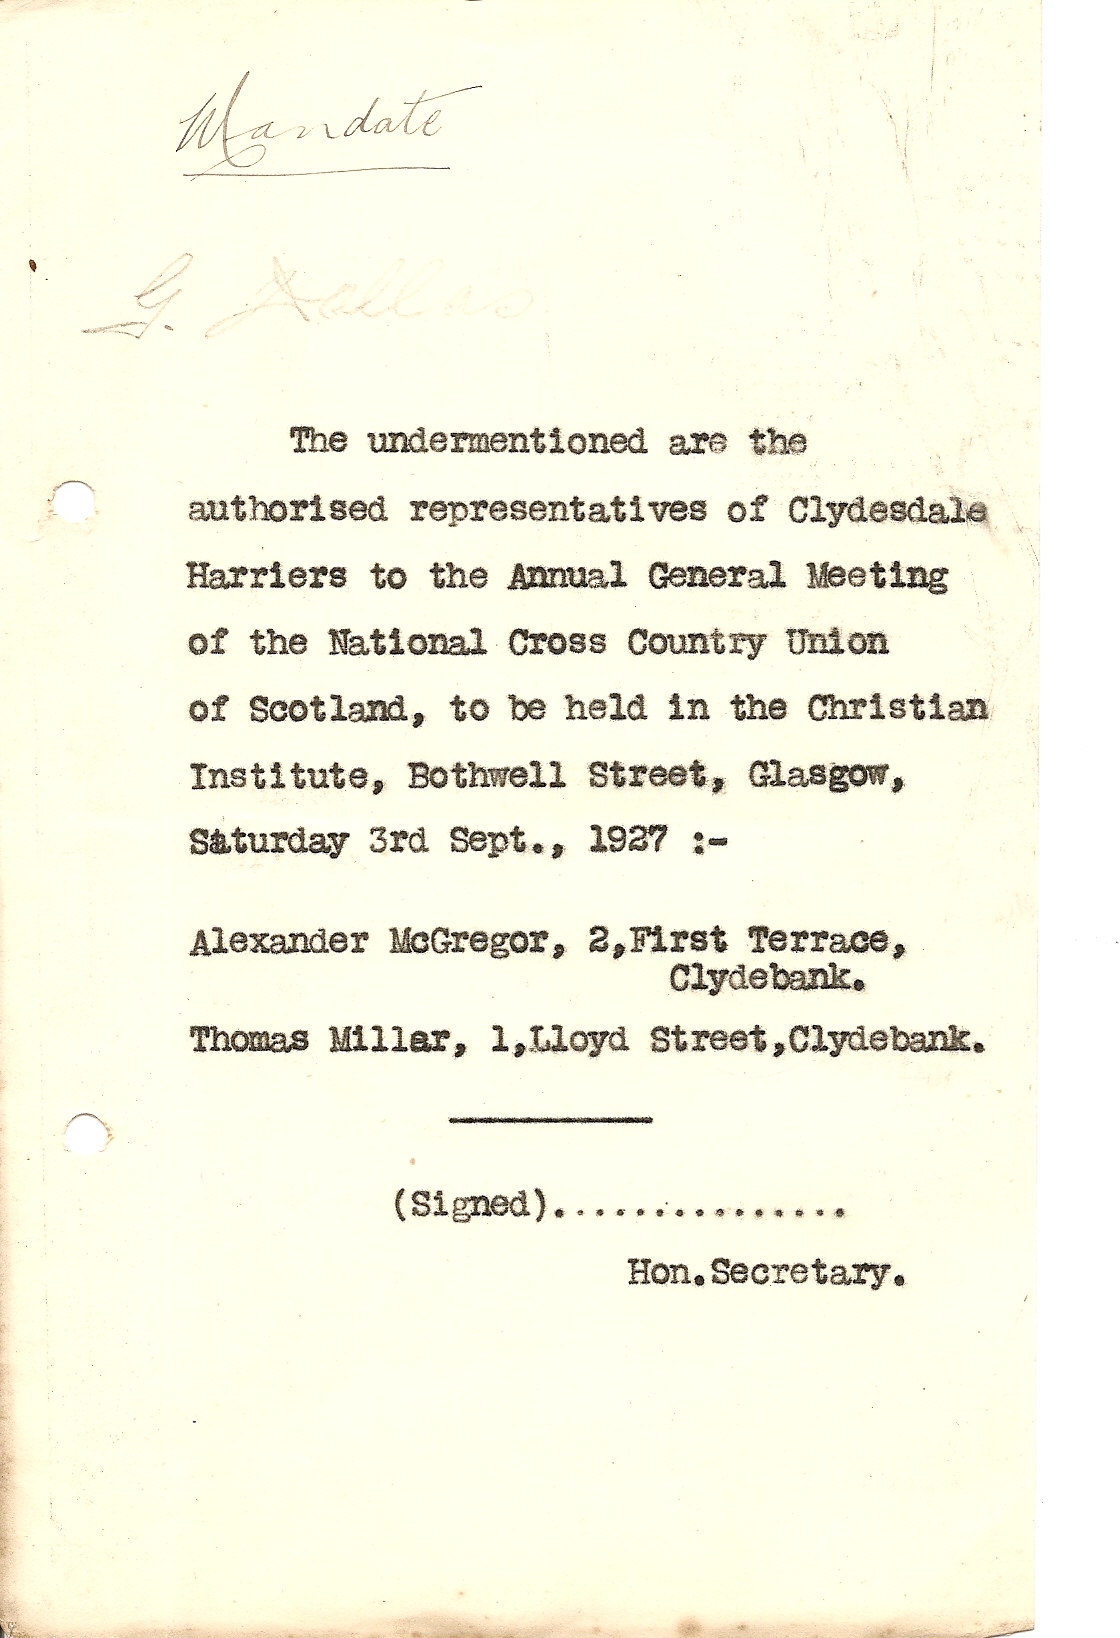 Mandate
G. Dallas
The undermentioned are the
authorised representatives of Clydesdale
Harriers to the Annual General Meeting
of the National Cross Country Union
of Scotland, to be held in the Christian
Institute, Bothwell Street, Glasgow,
Saturday 3rd Sept., 1927 :-
Alexander McGregor, 2,First Terrace,
Clydebank.
Thomas Millar, 1,Lloyd Street,Clydebank.
(Signed)...............
Hon.Secretary.